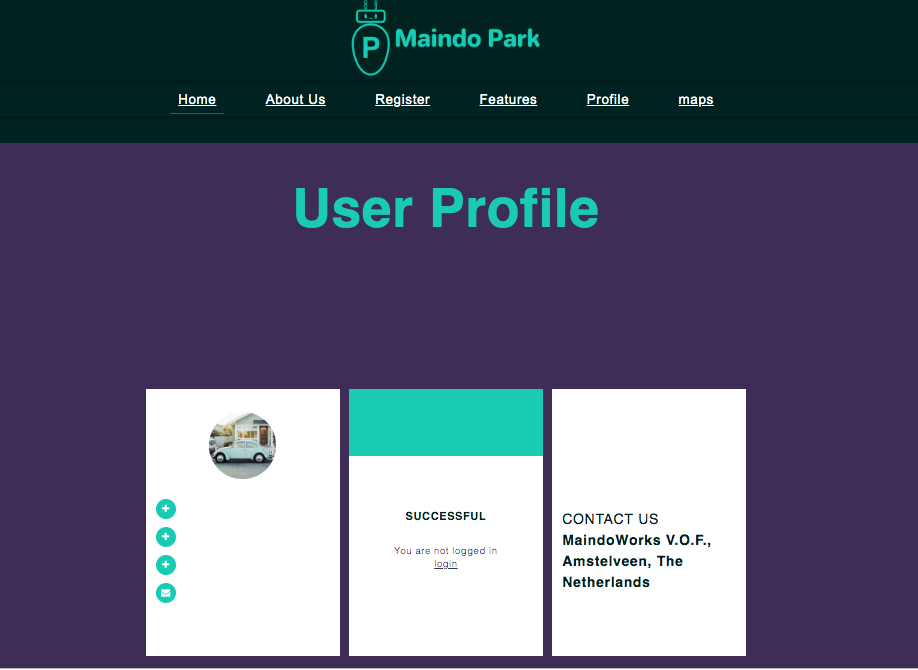 P Maindo Park
Home About Us Register Features Profile maps
User Profile
SUCCESSFUL
You are not logged in
login
CONTACT US
MaindoWorks V.O.F.,
Amstelveen, The
Netherlands